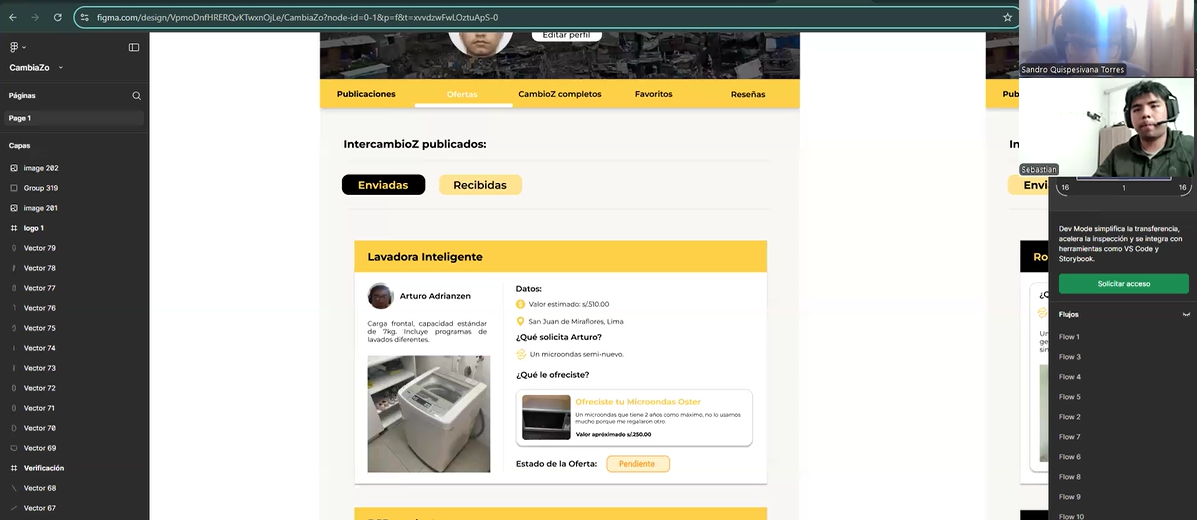 figma.com/design/VpmoDnfHRERQvKTwxnOjLe/CambiaZo?node-id=0-1&p=f&t=xvvdzwFwLOztuApS-0
CambiaZo
Páginas
Page 1
Capas
image 202
Group 319
image 201
logo 1
Vector 79
Vector 78
Vector 77
Vector 76
Vector 75
Vector 74
Vector 73
Vector 72
Vector 71
Vector 70
Vector 69
Verificación
Vector 68
Vector 67
Editar perfil
Publicaciones
Ofertas
CambioZ completos
Favoritos
Reseñas
IntercambioZ publicados:
Enviadas
Recibidas
Lavadora Inteligente
Arturo Adrianzen
Carga frontal, capacidad estándar
de 7kg. Incluye programas de
lavados diferentes.
Datos:
Valor estimado: s/.510.00
San Juan de Miraflores, Lima
¿Qué solicita Arturo?
Un microondas semi-nuevo.
¿Qué le ofreciste?
Ofreciste tu Microondas Oster
Un microondas que tiene 2 años como máximo, no lo usamos
mucho porque me regalaron otro.
Valor apróximado s/.250.00
Estado de la Oferta:
Pendiente
Pub
In
Envi
Ro
Sandro Quispesivana Torres
Sebastian
16
1
16
Dev Mode simplifica la transferencia,
acelera la inspección y se integra con
herramientas como VS Code y
Storybook.
Solicitar acceso
Flujos
Flow 1
Flow 3
Flow 4
Flow 5
Flow 2
Flow 7
Flow 6
Flow 8
Flow 9
Flow 10